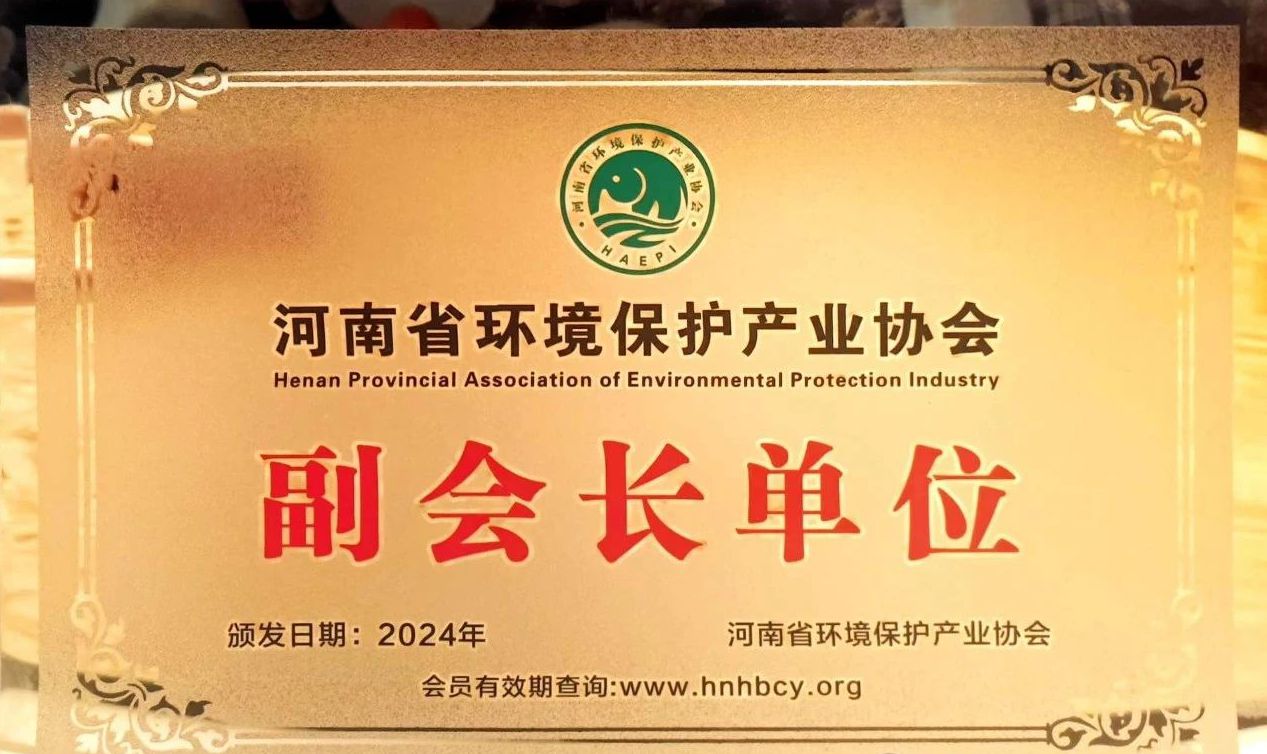 河南省环境保护产业协会
HAEPI
河南省环境保护产业协会
Henan Provincial Association of Environmental Protection Industry
副会长单位
颁发日期：2024年
河南省环境保护产业协会
会员有效期查询:www.hnhbcy.org